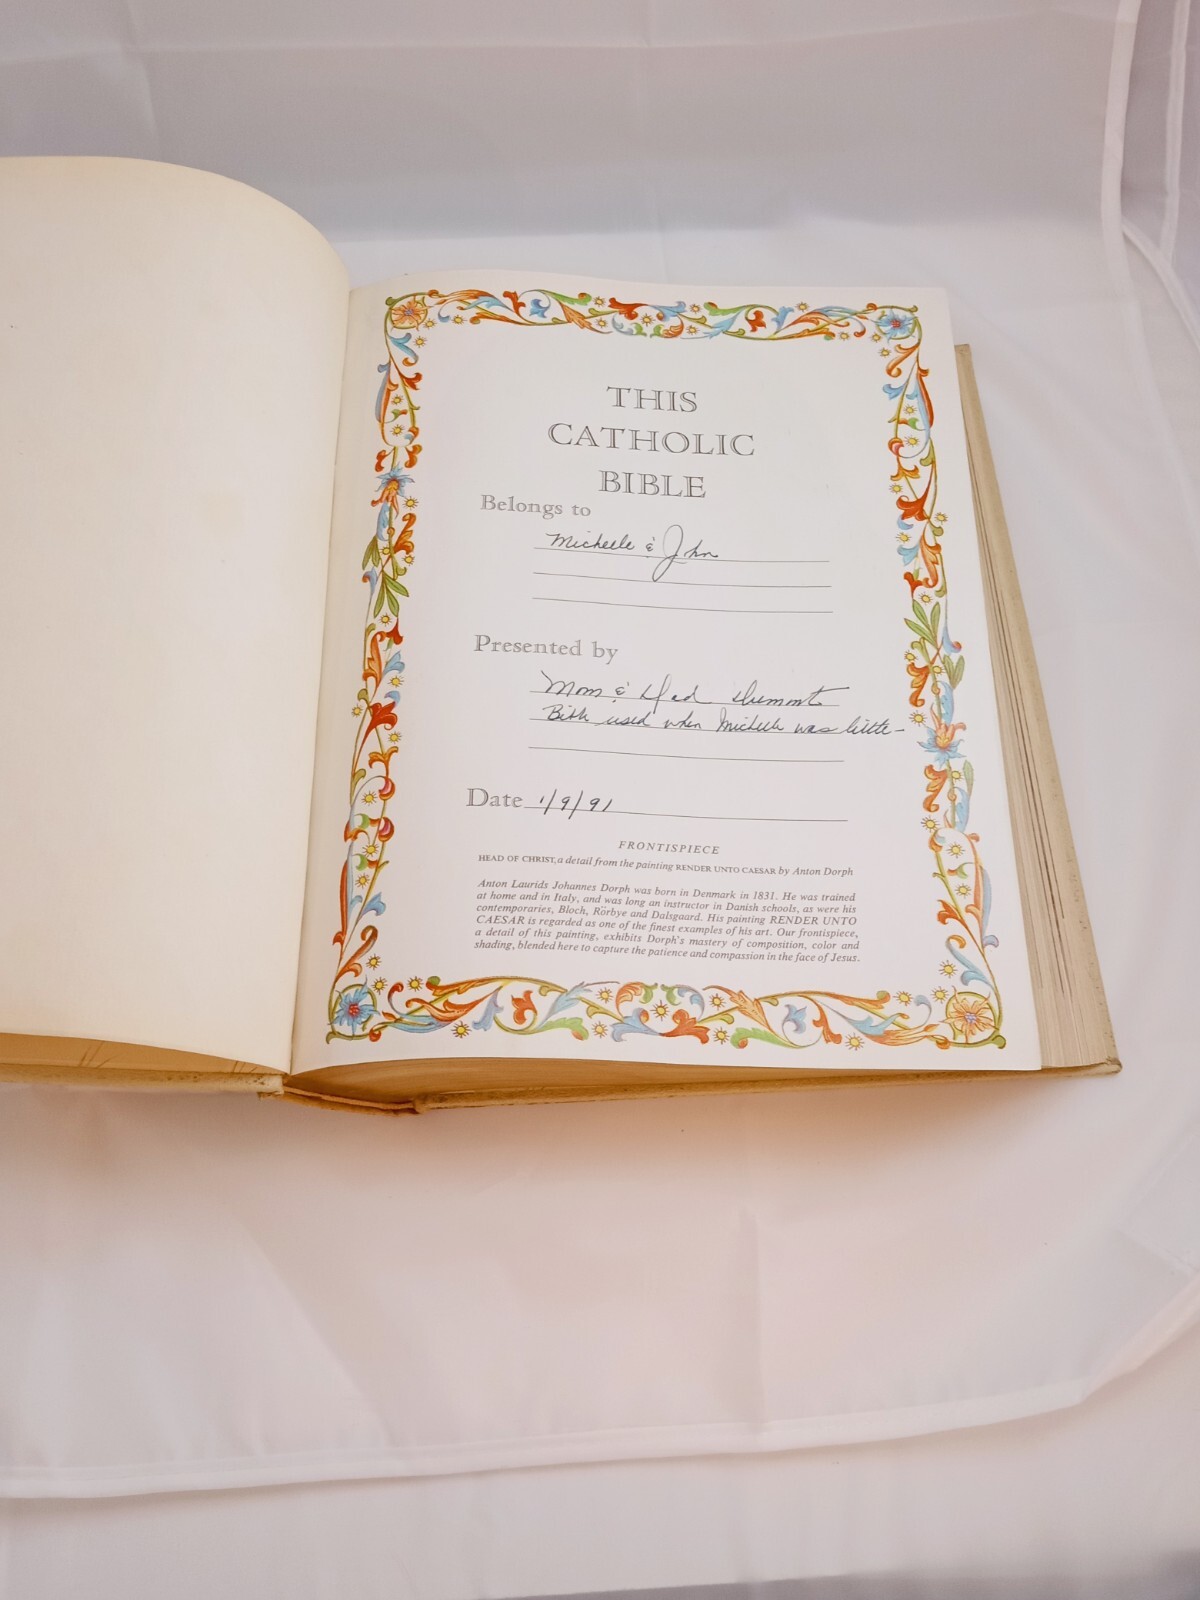 THIS
CATHOLIC
BIBLE
Belongs to
Michelle & John
Presented by
Mom & Dad Dumont
Bible used when Michelle was little-
Date 1/9/91
FRONTISPIECE
HEAD OF CHRIST, a detail from the painting RENDER UNTO CAESAR by Anton Dorph
Anton Laurids Johannes Dorph was born in Denmark in 1831. He was trained
at home and in Italy, and was long an instructor in Danish schools, as were his
contemporaries, Bloch, Rörbye and Dalsgaard. His painting RENDER UNTO
CAESAR is regarded as one of the finest examples of his art. Our frontispiece,
a detail of this painting, exhibits Dorph's mastery of composition, color and
shading, blended here to capture the patience and compassion in the face of Jesus.